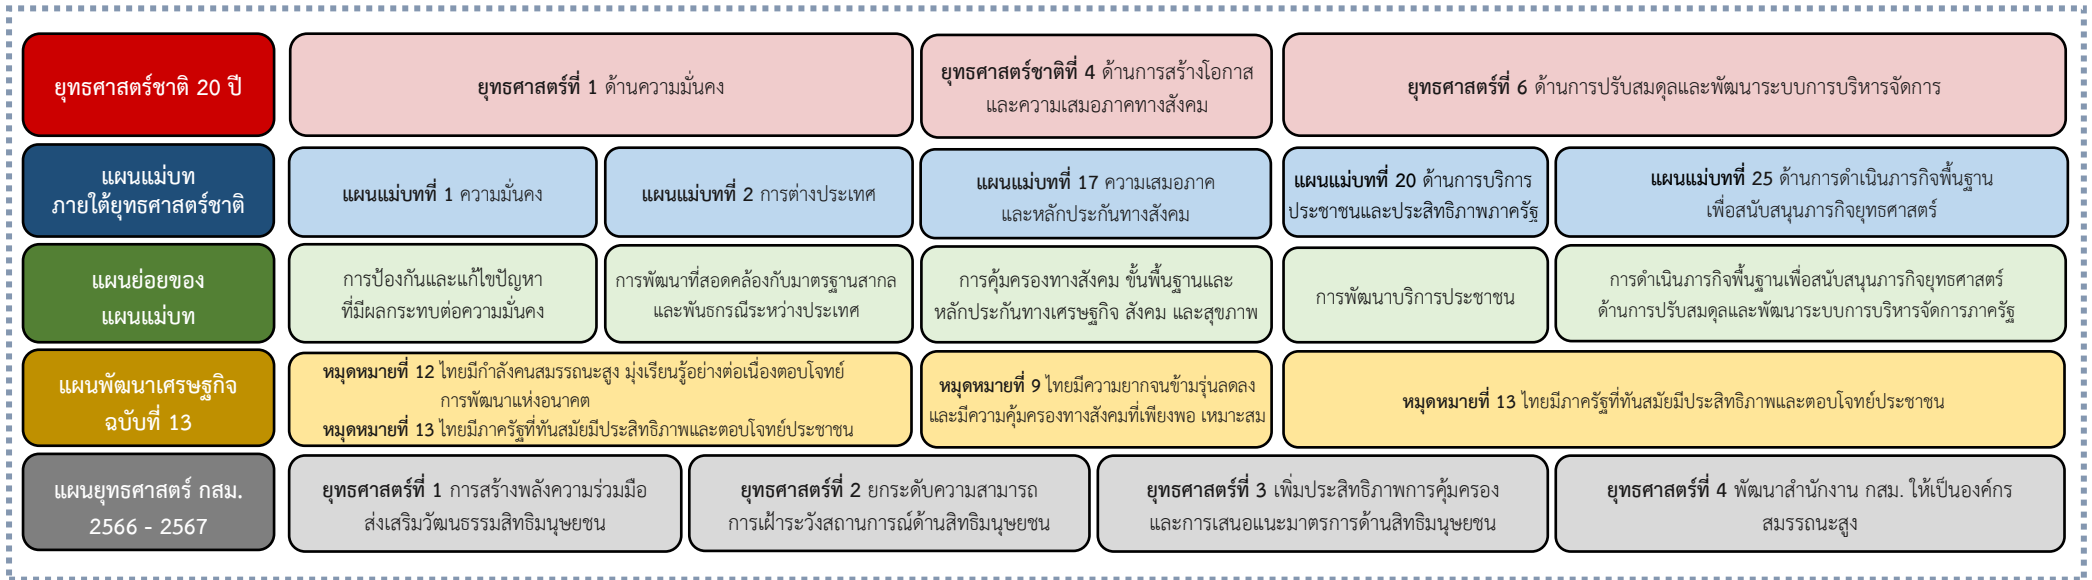 ยุทธศาสตร์ชาติ 20 ปี
ยุทธศาสตร์ที่ 1 ด้านความมั่นคง
ยุทธศาสตร์ชาติที่ 4 ด้านการสร้างโอกาส
และความเสมอภาคทางสังคม
ยุทธศาสตร์ที่ 6 ด้านการปรับสมดุลและพัฒนาระบบการบริหารจัดการ
แผนแม่บท
ภายใต้ยุทธศาสตร์ชาติ
แผนแม่บทที่ 1 ความมั่นคง
แผนแม่บทที่ 2 การต่างประเทศ
แผนแม่บทที่ 17 ความเสมอภาค
และหลักประกันทางสังคม
แผนแม่บทที่ 20 ด้านการบริการ
ประชาชนและประสิทธิภาพภาครัฐ
แผนแม่บทที่ 25 ด้านการดำเนินภารกิจพื้นฐาน
เพื่อสนับสนุนภารกิจยุทธศาสตร์
แผนย่อยของ
แผนแม่บท
การป้องกันและแก้ไขปัญหา
ที่มีผลกระทบต่อความมั่นคง
การพัฒนาที่สอดคล้องกับมาตรฐานสากล
และพันธกรณีระหว่างประเทศ
การคุ้มครองทางสังคม ขั้นพื้นฐานและ
หลักประกันทางเศรษฐกิจ สังคม และสุขภาพ
การพัฒนาบริการประชาชน
การดำเนินภารกิจพื้นฐานเพื่อสนับสนุนภารกิจยุทธศาสตร์
ด้านการปรับสมดุลและพัฒนาระบบการบริหารจัดการภาครัฐ
แผนพัฒนาเศรษฐกิจ
ฉบับที่ 13
หมุดหมายที่ 12 ไทยมีกำลังคนสมรรถนะสูง มุ่งเรียนรู้อย่างต่อเนื่องตอบโจทย์
การพัฒนาแห่งอนาคต
หมุดหมายที่ 13 ไทยมีภาครัฐที่ทันสมัยมีประสิทธิภาพและตอบโจทย์ประชาชน
หมุดหมายที่ 9 ไทยมีความยากจนข้ามรุ่นลดลง
และมีความคุ้มครองทางสังคมที่เพียงพอ เหมาะสม
หมุดหมายที่ 13 ไทยมีภาครัฐที่ทันสมัยมีประสิทธิภาพและตอบโจทย์ประชาชน
แผนยุทธศาสตร์ กสม.
2566 - 2567
ยุทธศาสตร์ที่ 1 การสร้างพลังความร่วมมือ
ส่งเสริมวัฒนธรรมสิทธิมนุษยชน
ยุทธศาสตร์ที่ 2 ยกระดับความสามารถ
การเฝ้าระวังสถานการณ์ด้านสิทธิมนุษยชน
ยุทธศาสตร์ที่ 3 เพิ่มประสิทธิภาพการคุ้มครอง
และการเสนอแนะมาตรการด้านสิทธิมนุษยชน
ยุทธศาสตร์ที่ 4 พัฒนาสำนักงาน กสม. ให้เป็นองค์กร
สมรรถนะสูง